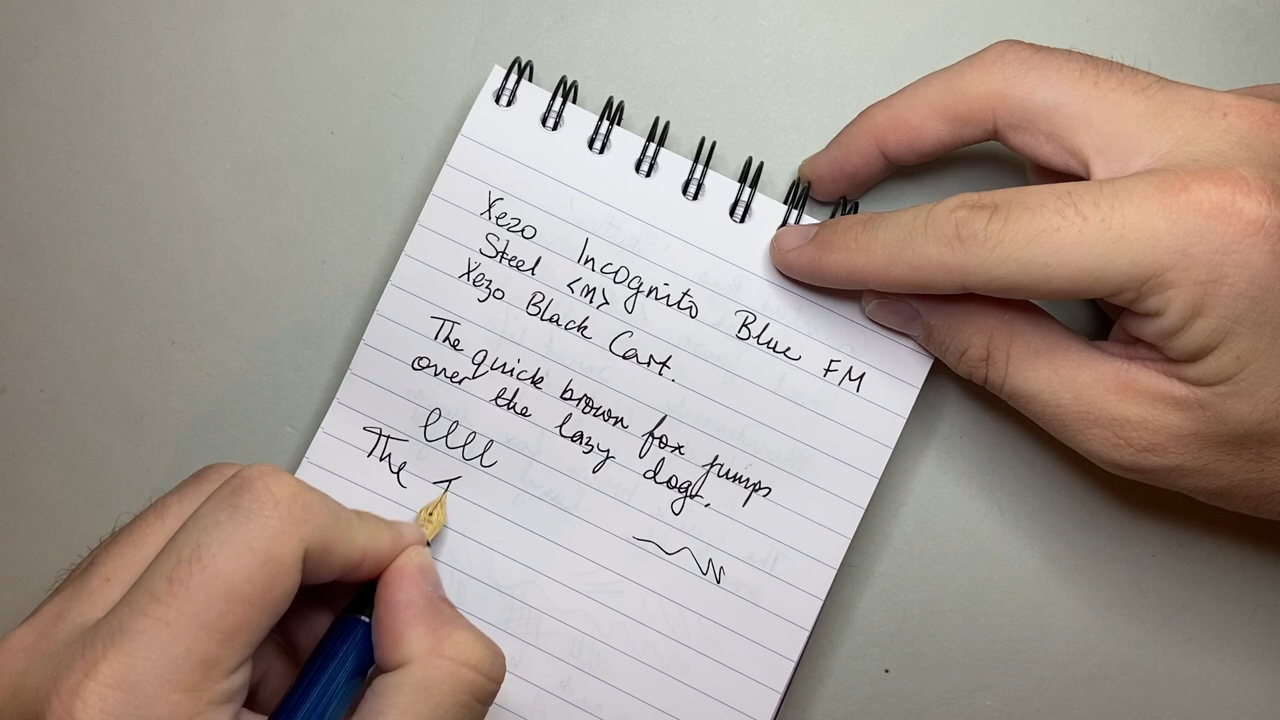 Xezo Incognito Blue FM
Steel <M>
Xezo Black Cart.
The quick brown fox jumps
over the lazy dog.
llll
The